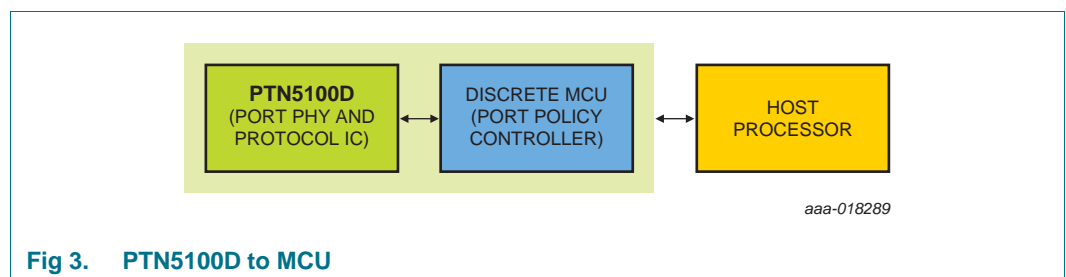 PTN5100D
(PORT PHY AND
PROTOCOL IC)
DISCRETE MCU
(PORT POLICY
CONTROLLER)
HOST
PROCESSOR
aaa-018289
Fig 3. PTN5100D to MCU